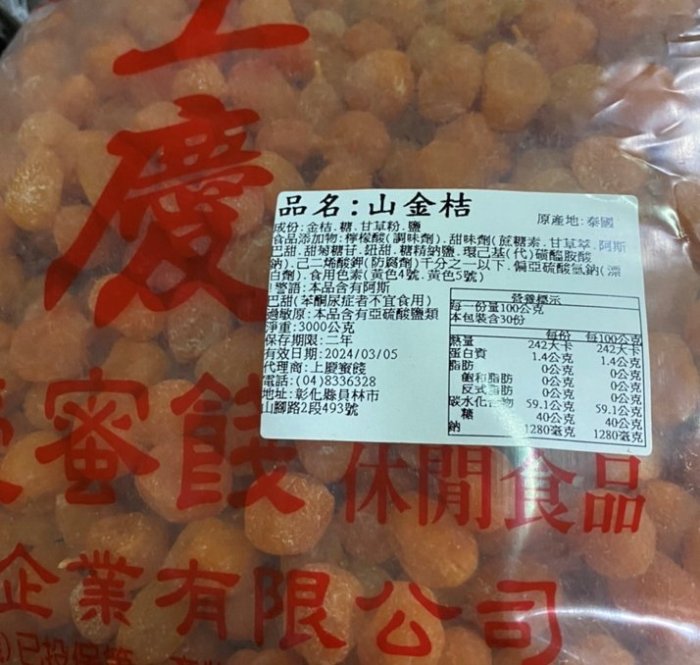 上
慶
蜜餞 休閒食品
企業有限公司
品名:山金桔
原產地:泰國
成份:金桔.糖.甘草粉.鹽
食品添加物:檸檬酸(調味劑).甜味劑(蔗糖素.甘草萃.阿斯
巴甜.甜菊糖苷.鈕甜.糖精鈉鹽.環己基(代)磺醯胺酸
鈉).己二烯酸鉀(防腐劑)千分之一以下.偏亞硫酸氫鈉(漂
白劑).食用色素(黃色4號.黃色5號)
警語:本品含有阿斯
巴甜(苯酮尿症者不宜食用)
過敏原:本品含有亞硫酸鹽類
淨重:3000公克
保存期限:二年
有效日期:2024/03/05
代理商:上慶蜜餞
電話:(04)8336328
地址:彰化縣員林市
山腳路2段493號
營養標示
每一份量100公克
本包裝含30份
每份 每100公克
熱量 242大卡 242大卡
蛋白質 1.4公克 1.4公克
脂肪 0公克 0公克
飽和脂肪 0公克 0公克
反式脂肪 0公克 0公克
碳水化合物 59.1公克 59.1公克
糖 40公克 40公克
鈉 1280毫克 1280毫克